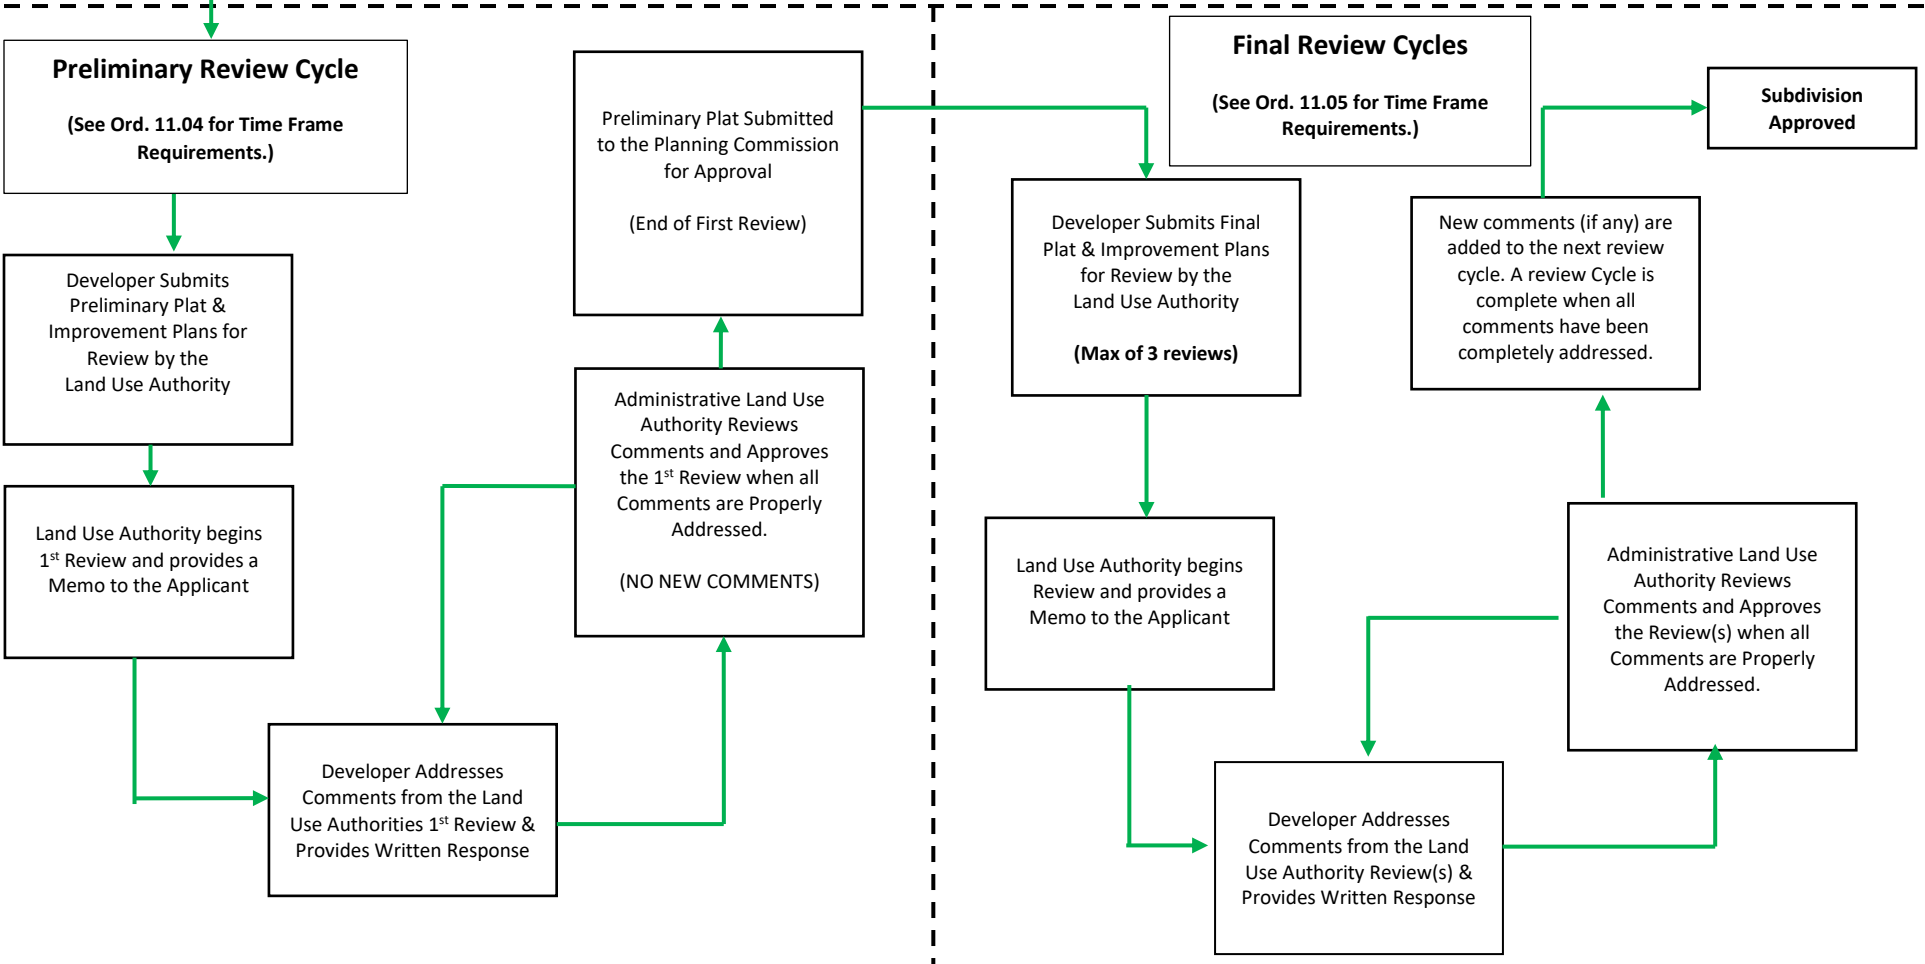 Preliminary Review Cycle
(See Ord. 11.04 for Time Frame
Requirements.)
Developer Submits
Preliminary Plat &
Improvement Plans for
Review by the
Land Use Authority
Land Use Authority begins
1st Review and provides a
Memo to the Applicant
Developer Addresses
Comments from the Land
Use Authorities 1st Review &
Provides Written Response
Administrative Land Use
Authority Reviews
Comments and Approves
the 1st Review when all
Comments are Properly
Addressed.
(NO NEW COMMENTS)
Preliminary Plat Submitted
to the Planning Commission
for Approval
(End of First Review)
Final Review Cycles
(See Ord. 11.05 for Time Frame
Requirements.)
Developer Submits Final
Plat & Improvement Plans
for Review by the
Land Use Authority
(Max of 3 reviews)
Land Use Authority begins
Review and provides a
Memo to the Applicant
Developer Addresses
Comments from the Land
Use Authority Review(s) &
Provides Written Response
Administrative Land Use
Authority Reviews
Comments and Approves
the Review(s) when all
Comments are Properly
Addressed.
New comments (if any) are
added to the next review
cycle. A review Cycle is
complete when all
comments have been
completely addressed.
Subdivision
Approved